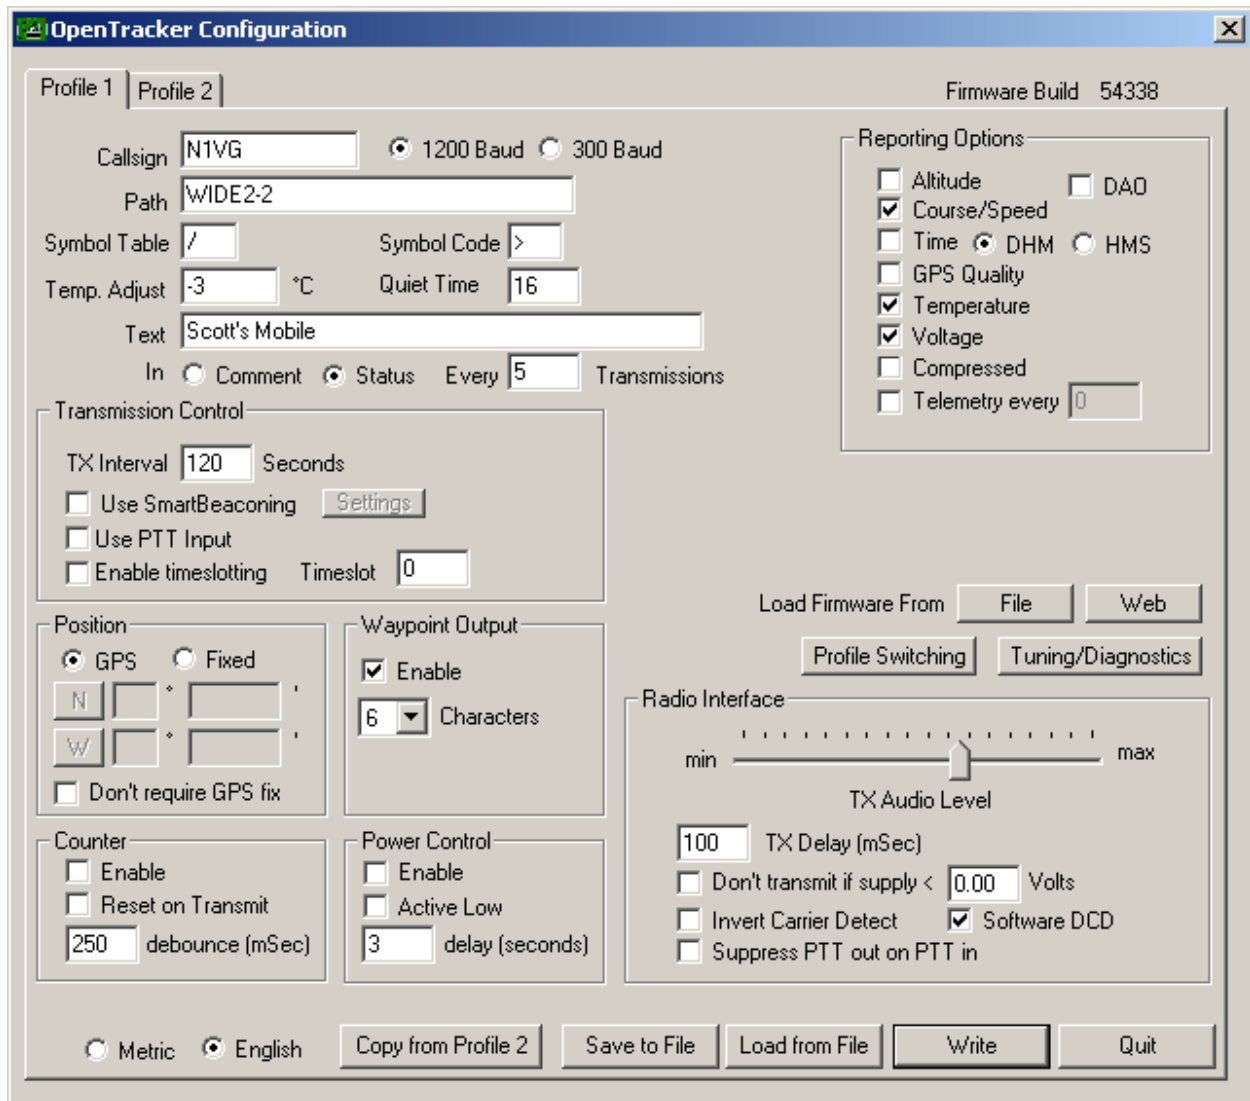 OpenTracker Configuration
Profile 1 Profile 2 Firmware Build 54338
Callsign N1VG 1200 Baud 300 Baud
Path WIDE2-2
Symbol Table / Symbol Code >
Temp. Adjust -3 °C Quiet Time 16
Text Scott's Mobile
In Comment Status Every 5 Transmissions
Reporting Options
Altitude DAO
Course/Speed
Time DHM HMS
GPS Quality
Temperature
Voltage
Compressed
Telemetry every 0
Transmission Control
TX Interval 120 Seconds
Use SmartBeaconing Settings
Use PTT Input
Enable timeslotting Timeslot 0
Load Firmware From File Web
Profile Switching Tuning/Diagnostics
Position
GPS Fixed
N ° '
W ° '
Don't require GPS fix
Waypoint Output
Enable
6 Characters
Radio Interface
min max
TX Audio Level
100 TX Delay (mSec)
Don't transmit if supply < 0.00 Volts
Invert Carrier Detect Software DCD
Suppress PTT out on PTT in
Counter
Enable
Reset on Transmit
250 debounce (mSec)
Power Control
Enable
Active Low
3 delay (seconds)
Metric English Copy from Profile 2 Save to File Load from File Write Quit